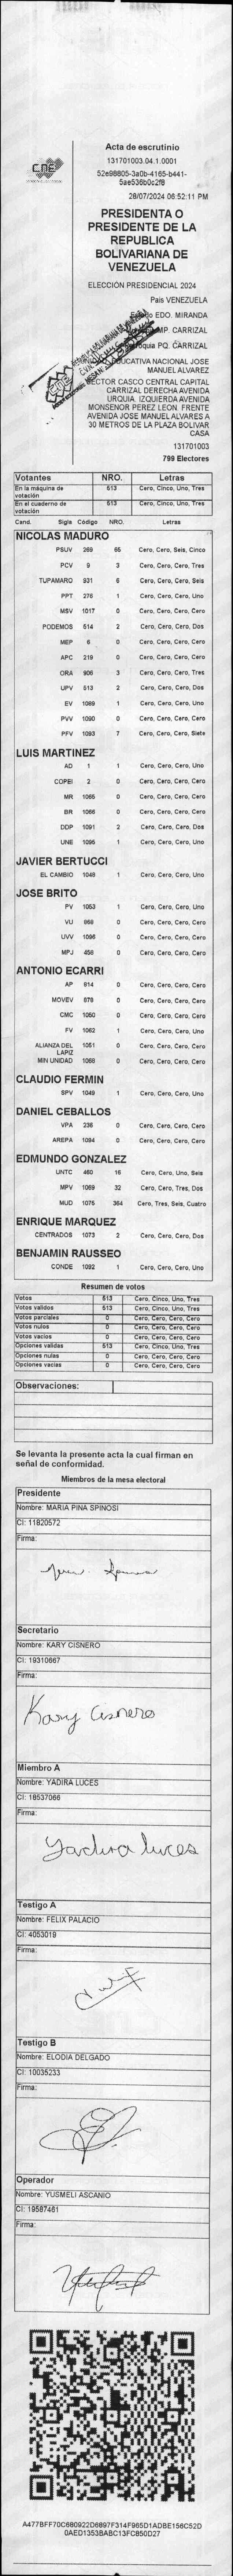 CNE
Acta de escrutinio
131701003.04.1.0001
52e98805-3a0b-4165-b441-
5ae536b0c2f8
28/07/2024 06:52:11 PM
PRESIDENTA O
PRESIDENTE DE LA
REPUBLICA
BOLIVARIANA DE
VENEZUELA
ELECCIÓN PRESIDENCIAL 2024
País VENEZUELA
EDO. MIRANDA
MP. CARRIZAL
PQ. CARRIZAL
EDUCATIVA NACIONAL JOSE
MANUEL ALVAREZ
SECTOR CASCO CENTRAL CAPITAL
CARRIZAL DERECHA AVENIDA
URQUIA. IZQUIERDA AVENIDA
MONSENOR PEREZ LEON. FRENTE
AVENIDA JOSE MANUEL ALVARES A
30 METROS DE LA PLAZA BOLIVAR
CASA
131701003
799 Electores
Votantes NRO. Letras
En la máquina de votación 513 Cero, Cinco, Uno, Tres
En el cuaderno de votación 513 Cero, Cinco, Uno, Tres
Cand. Sigla Código NRO. Letras
NICOLAS MADURO
PSUV 269 65 Cero, Cero, Seis, Cinco
PCV 9 3 Cero, Cero, Cero, Tres
TUPAMARO 931 6 Cero, Cero, Cero, Seis
PPT 276 1 Cero, Cero, Cero, Uno
MSV 1017 0 Cero, Cero, Cero, Cero
PODEMOS 514 2 Cero, Cero, Cero, Dos
MEP 6 0 Cero, Cero, Cero, Cero
APC 219 0 Cero, Cero, Cero, Cero
ORA 906 3 Cero, Cero, Cero, Tres
UPV 513 2 Cero, Cero, Cero, Dos
EV 1089 1 Cero, Cero, Cero, Uno
PVV 1090 0 Cero, Cero, Cero, Cero
PFV 1093 7 Cero, Cero, Cero, Siete
LUIS MARTINEZ
AD 1 1 Cero, Cero, Cero, Uno
COPEI 2 0 Cero, Cero, Cero, Cero
MR 1065 0 Cero, Cero, Cero, Cero
BR 1066 0 Cero, Cero, Cero, Cero
DDP 1091 2 Cero, Cero, Cero, Dos
UNE 1095 1 Cero, Cero, Cero, Uno
JAVIER BERTUCCI
EL CAMBIO 1048 1 Cero, Cero, Cero, Uno
JOSE BRITO
PV 1053 1 Cero, Cero, Cero, Uno
VU 968 0 Cero, Cero, Cero, Cero
UVV 1096 0 Cero, Cero, Cero, Cero
MPJ 458 0 Cero, Cero, Cero, Cero
ANTONIO ECARRI
AP 914 0 Cero, Cero, Cero, Cero
MOVEV 970 0 Cero, Cero, Cero, Cero
CMC 1050 0 Cero, Cero, Cero, Cero
FV 1062 1 Cero, Cero, Cero, Uno
ALIANZA DEL LAPIZ 1051 0 Cero, Cero, Cero, Cero
MIN UNIDAD 1068 0 Cero, Cero, Cero, Cero
CLAUDIO FERMIN
SPV 1049 1 Cero, Cero, Cero, Uno
DANIEL CEBALLOS
VPA 236 0 Cero, Cero, Cero, Cero
AREPA 1094 0 Cero, Cero, Cero, Cero
EDMUNDO GONZALEZ
UNTC 460 16 Cero, Cero, Uno, Seis
MPV 1069 32 Cero, Cero, Tres, Dos
MUD 1075 364 Cero, Tres, Seis, Cuatro
ENRIQUE MARQUEZ
CENTRADOS 1073 2 Cero, Cero, Cero, Dos
BENJAMIN RAUSSEO
CONDE 1092 1 Cero, Cero, Cero, Uno
Resumen de votos
Votos 513 Cero, Cinco, Uno, Tres
Votos validos 513 Cero, Cinco, Uno, Tres
Votos parciales 0 Cero, Cero, Cero, Cero
Votos nulos 0 Cero, Cero, Cero, Cero
Votos vacios 0 Cero, Cero, Cero, Cero
Opciones validas 513 Cero, Cinco, Uno, Tres
Opciones nulas 0 Cero, Cero, Cero, Cero
Opciones vacias 0 Cero, Cero, Cero, Cero
Observaciones:
Se levanta la presente acta la cual firman en
señal de conformidad.
Miembros de la mesa electoral
Presidente
Nombre: MARIA PINA SPINOSI
CI: 11820572
Firma:
Secretario
Nombre: KARY CISNERO
CI: 19310667
Firma:
Kary Cisnero
Miembro A
Nombre: YADIRA LUCES
CI: 18537066
Firma:
Yadira luces
Testigo A
Nombre: FELIX PALACIO
CI: 4053019
Firma:
Testigo B
Nombre: ELODIA DELGADO
CI: 10035233
Firma:
Operador
Nombre: YUSMELI ASCANIO
CI: 19587461
Firma:
A477BFF70C680922D6897F314F965D1ADBE156C52D
0AED1353BABC13FC850D27